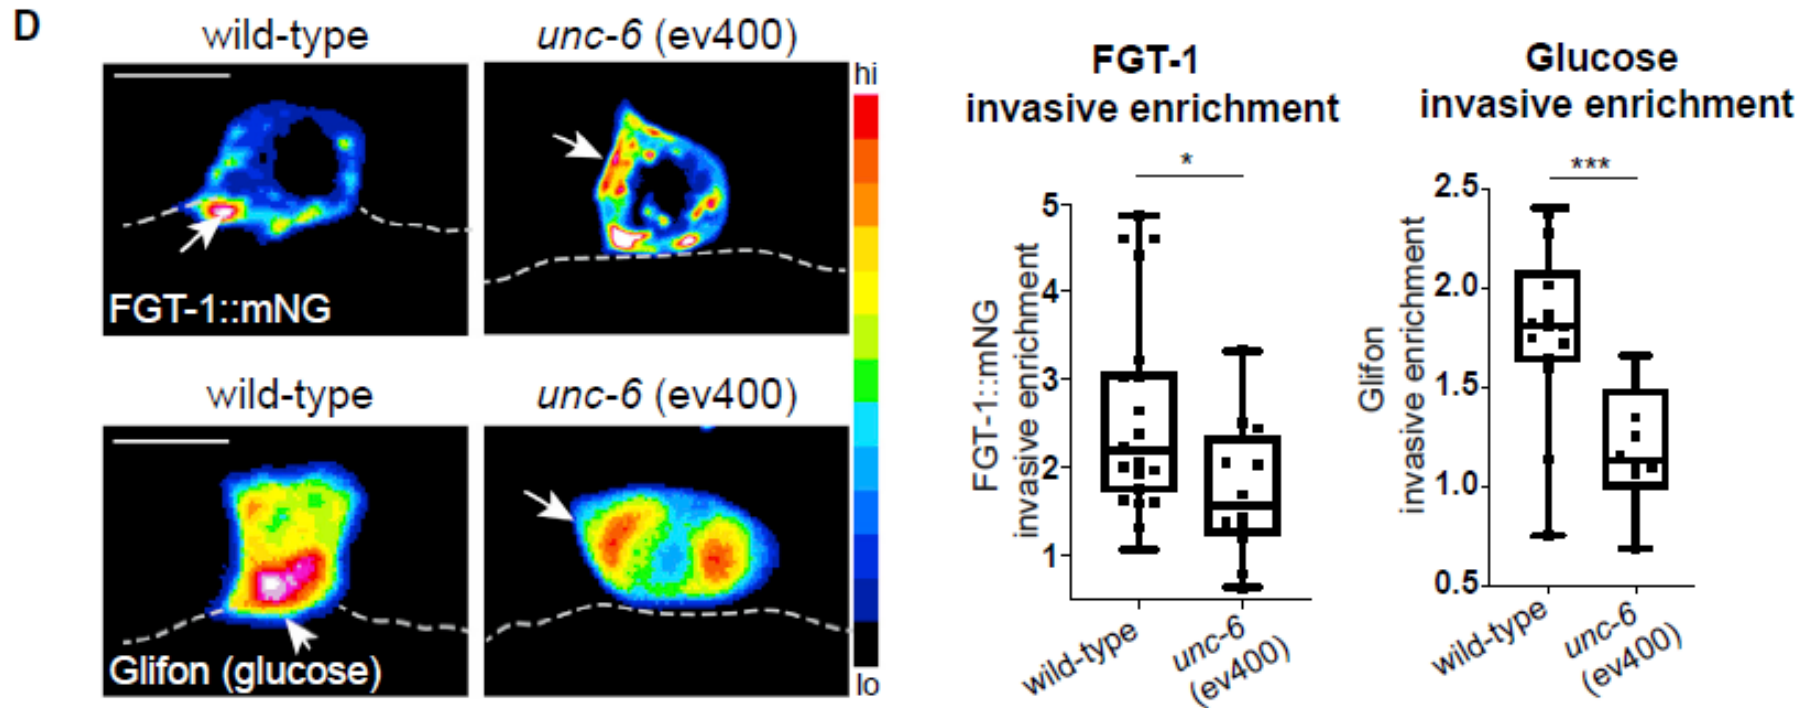 D
wild-type
unc-6 (ev400)
hi
FGT-1::mNG
wild-type
unc-6 (ev400)
Glifon (glucose)
lo
FGT-1
invasive enrichment
*
FGT-1::mNG
invasive enrichment
5
4
3
2
1
wild-type
unc-6
(ev400)
Glucose
invasive enrichment
***
Glifon
invasive enrichment
2.5
2.0
1.5
1.0
0.5
wild-type
unc-6
(ev400)